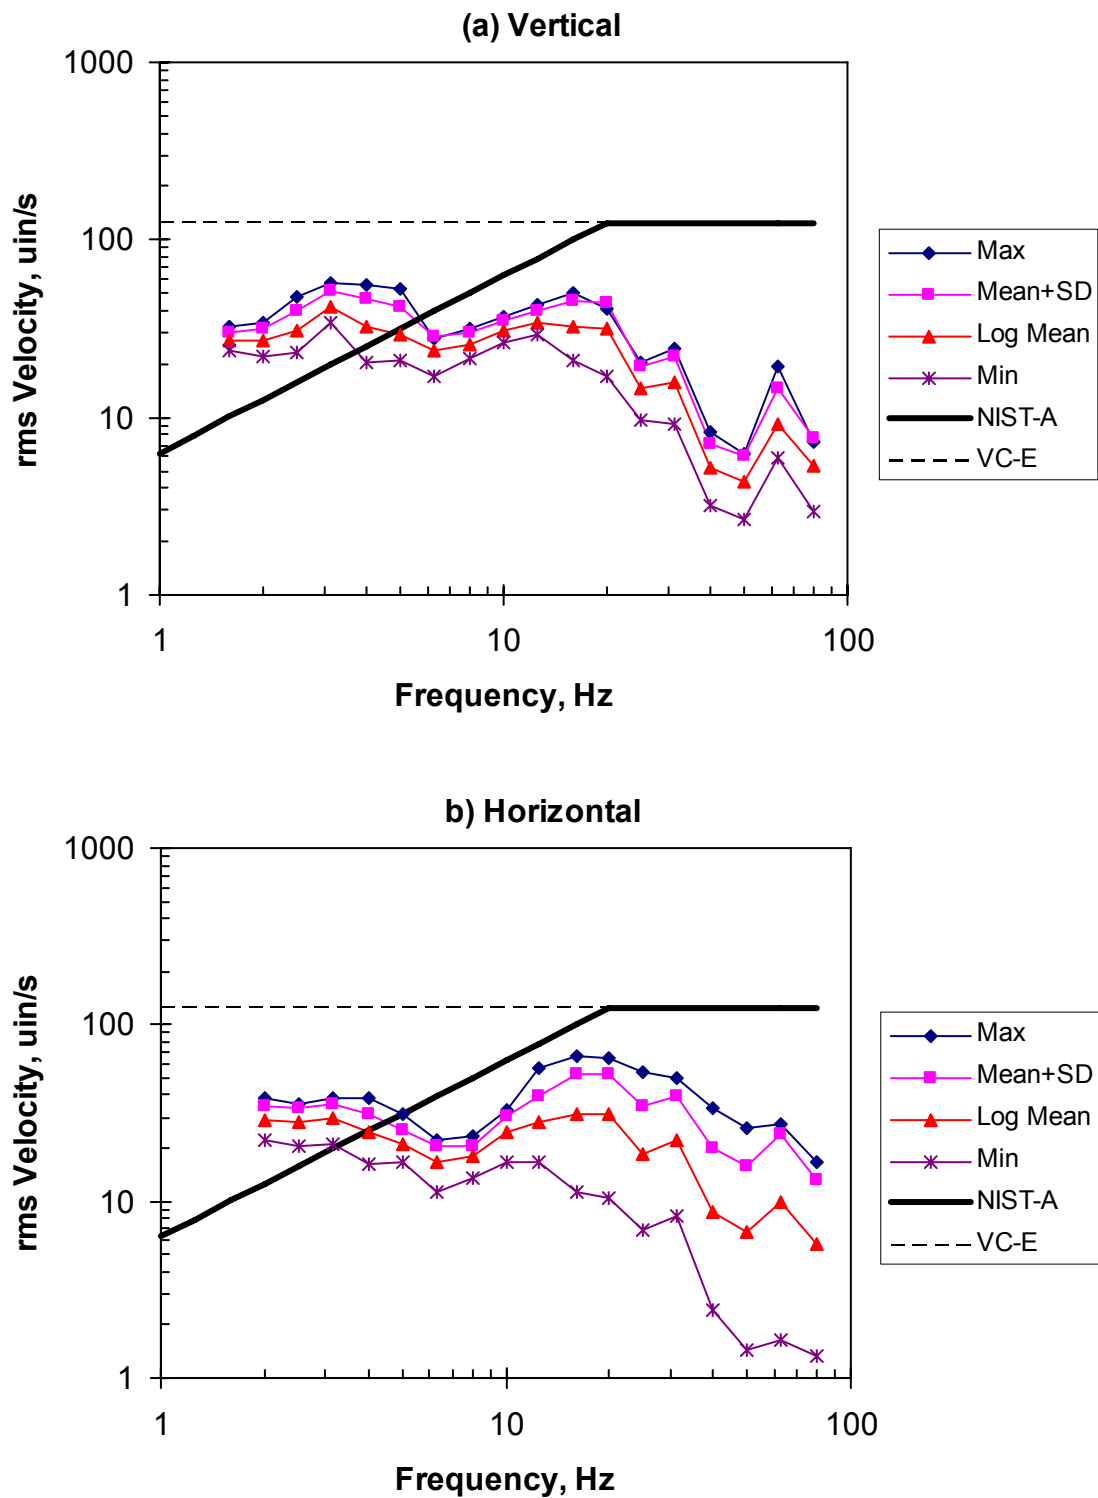 (a) Vertical
1000
100
10
1
rms Velocity, uin/s
1
10
100
Frequency, Hz
Max
Mean+SD
Log Mean
Min
NIST-A
VC-E
b) Horizontal
1000
100
10
1
rms Velocity, uin/s
1
10
100
Frequency, Hz
Max
Mean+SD
Log Mean
Min
NIST-A
VC-E